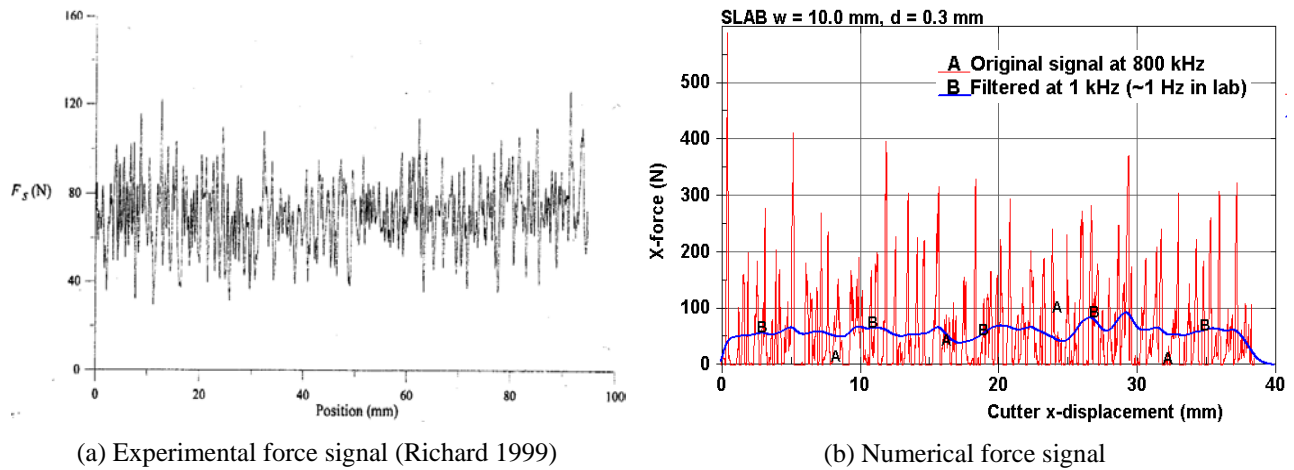 160
120
F_s (N)
80
40
0
0 20 40 60 80 100
Position (mm)
(a) Experimental force signal (Richard 1999)
SLAB w = 10.0 mm, d = 0.3 mm
A Original signal at 800 kHz
B Filtered at 1 kHz (~1 Hz in lab)
500
400
300
200
100
0
X-force (N)
A
B B B B B
A A A
0 10 20 30 40
Cutter x-displacement (mm)
(b) Numerical force signal